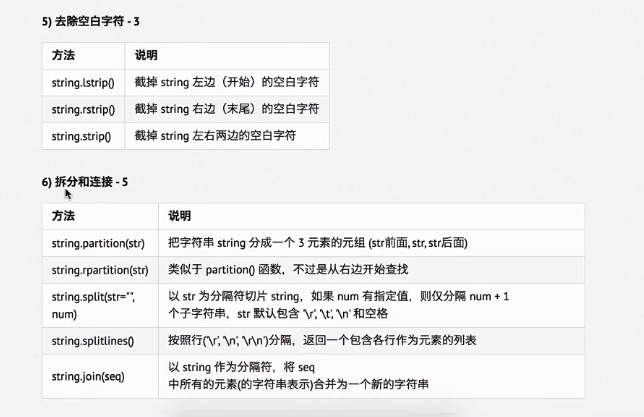 5) 去除空白字符 - 3
方法 说明
string.lstrip() 截掉 string 左边（开始）的空白字符
string.rstrip() 截掉 string 右边（末尾）的空白字符
string.strip() 截掉 string 左右两边的空白字符
6) 拆分和连接 - 5
方法 说明
string.partition(str) 把字符串 string 分成一个 3 元素的元组 (str前面, str, str后面)
string.rpartition(str) 类似于 partition() 函数，不过是从右边开始查找
string.split(str="", num) 以 str 为分隔符切片 string，如果 num 有指定值，则仅分隔 num + 1
个子字符串，str 默认包含 '\r', '\t', '\n' 和空格
string.splitlines() 按照行('\r', '\n', '\r\n')分隔，返回一个包含各行作为元素的列表
string.join(seq) 以 string 作为分隔符，将 seq
中所有的元素(的字符串表示)合并为一个新的字符串